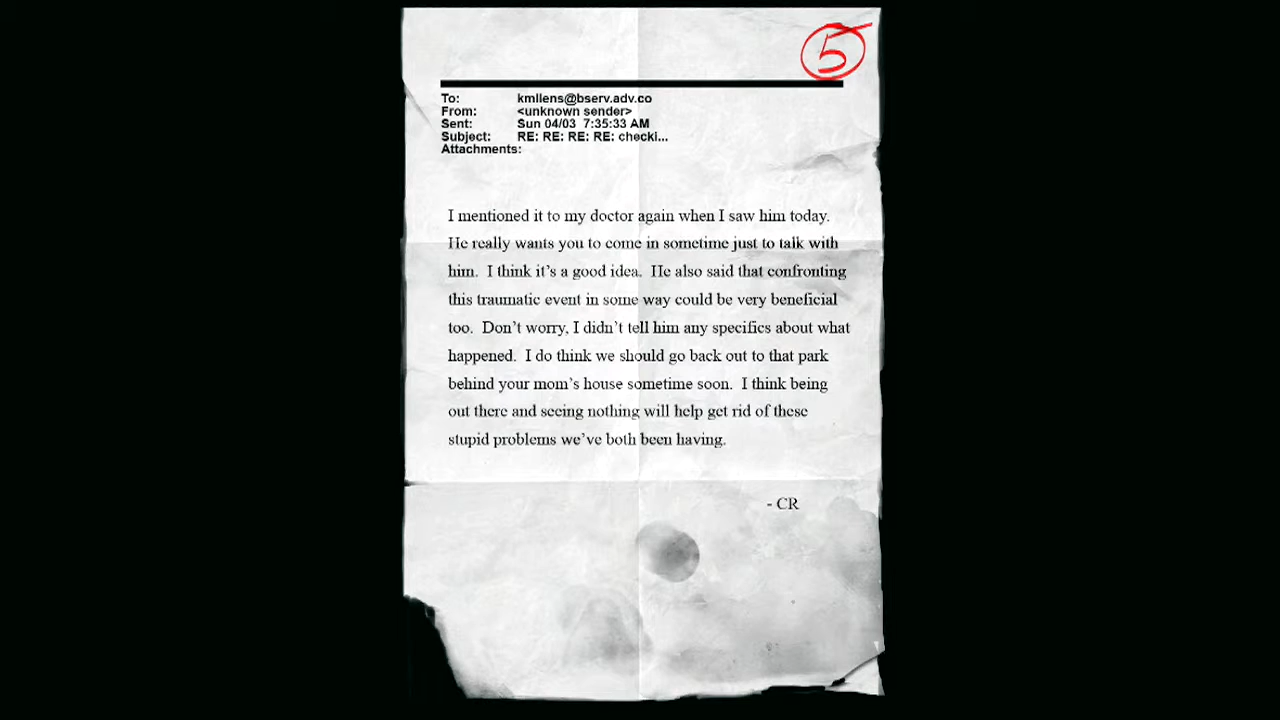 5
To: kmllens@bserv.adv.co
From: <unknown sender>
Sent: Sun 04/03 7:35:33 AM
Subject: RE: RE: RE: RE: checki...
Attachments:
I mentioned it to my doctor again when I saw him today.
He really wants you to come in sometime just to talk with
him. I think it's a good idea. He also said that confronting
this traumatic event in some way could be very beneficial
too. Don't worry, I didn't tell him any specifics about what
happened. I do think we should go back out to that park
behind your mom's house sometime soon. I think being
out there and seeing nothing will help get rid of these
stupid problems we've both been having.
- CR